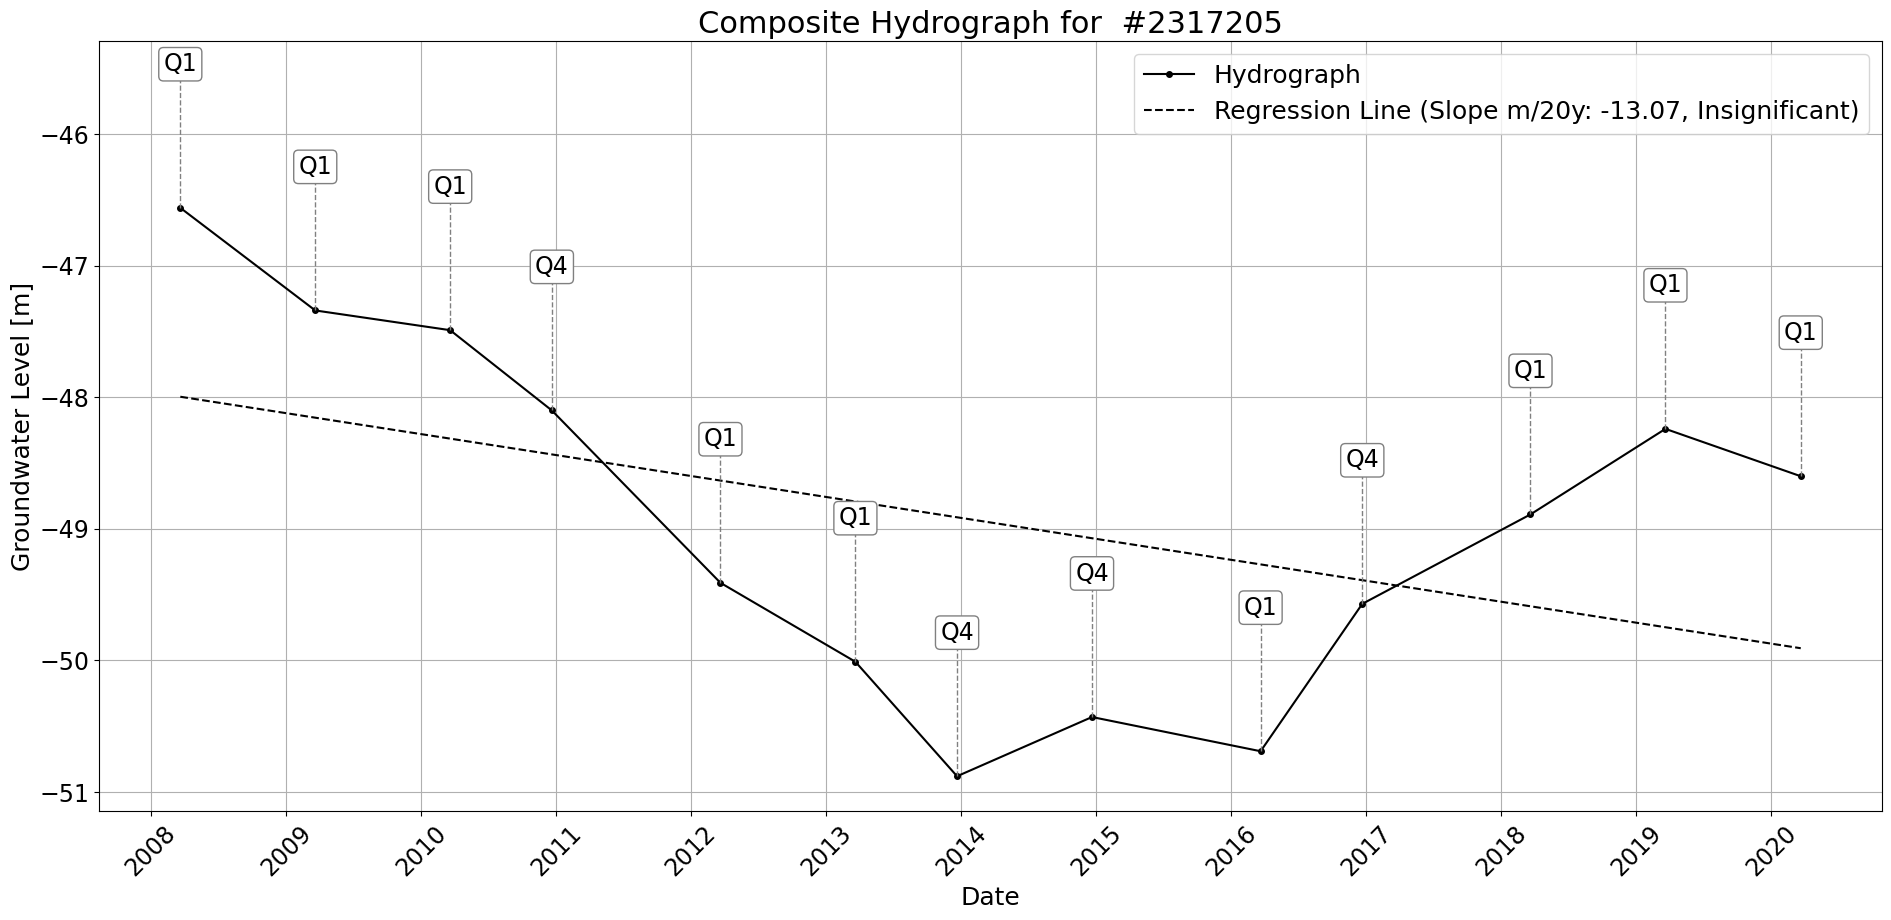 Composite Hydrograph for  #2317205
Hydrograph
Regression Line (Slope m/20y: -13.07, Insignificant)
Q1
Q1
Q1
Q4
Q1
Q1
Q4
Q4
Q1
Q4
Q1
Q1
Q1
Groundwater Level [m]
−46
−47
−48
−49
−50
−51
2008
2009
2010
2011
2012
2013
2014
2015
2016
2017
2018
2019
2020
Date